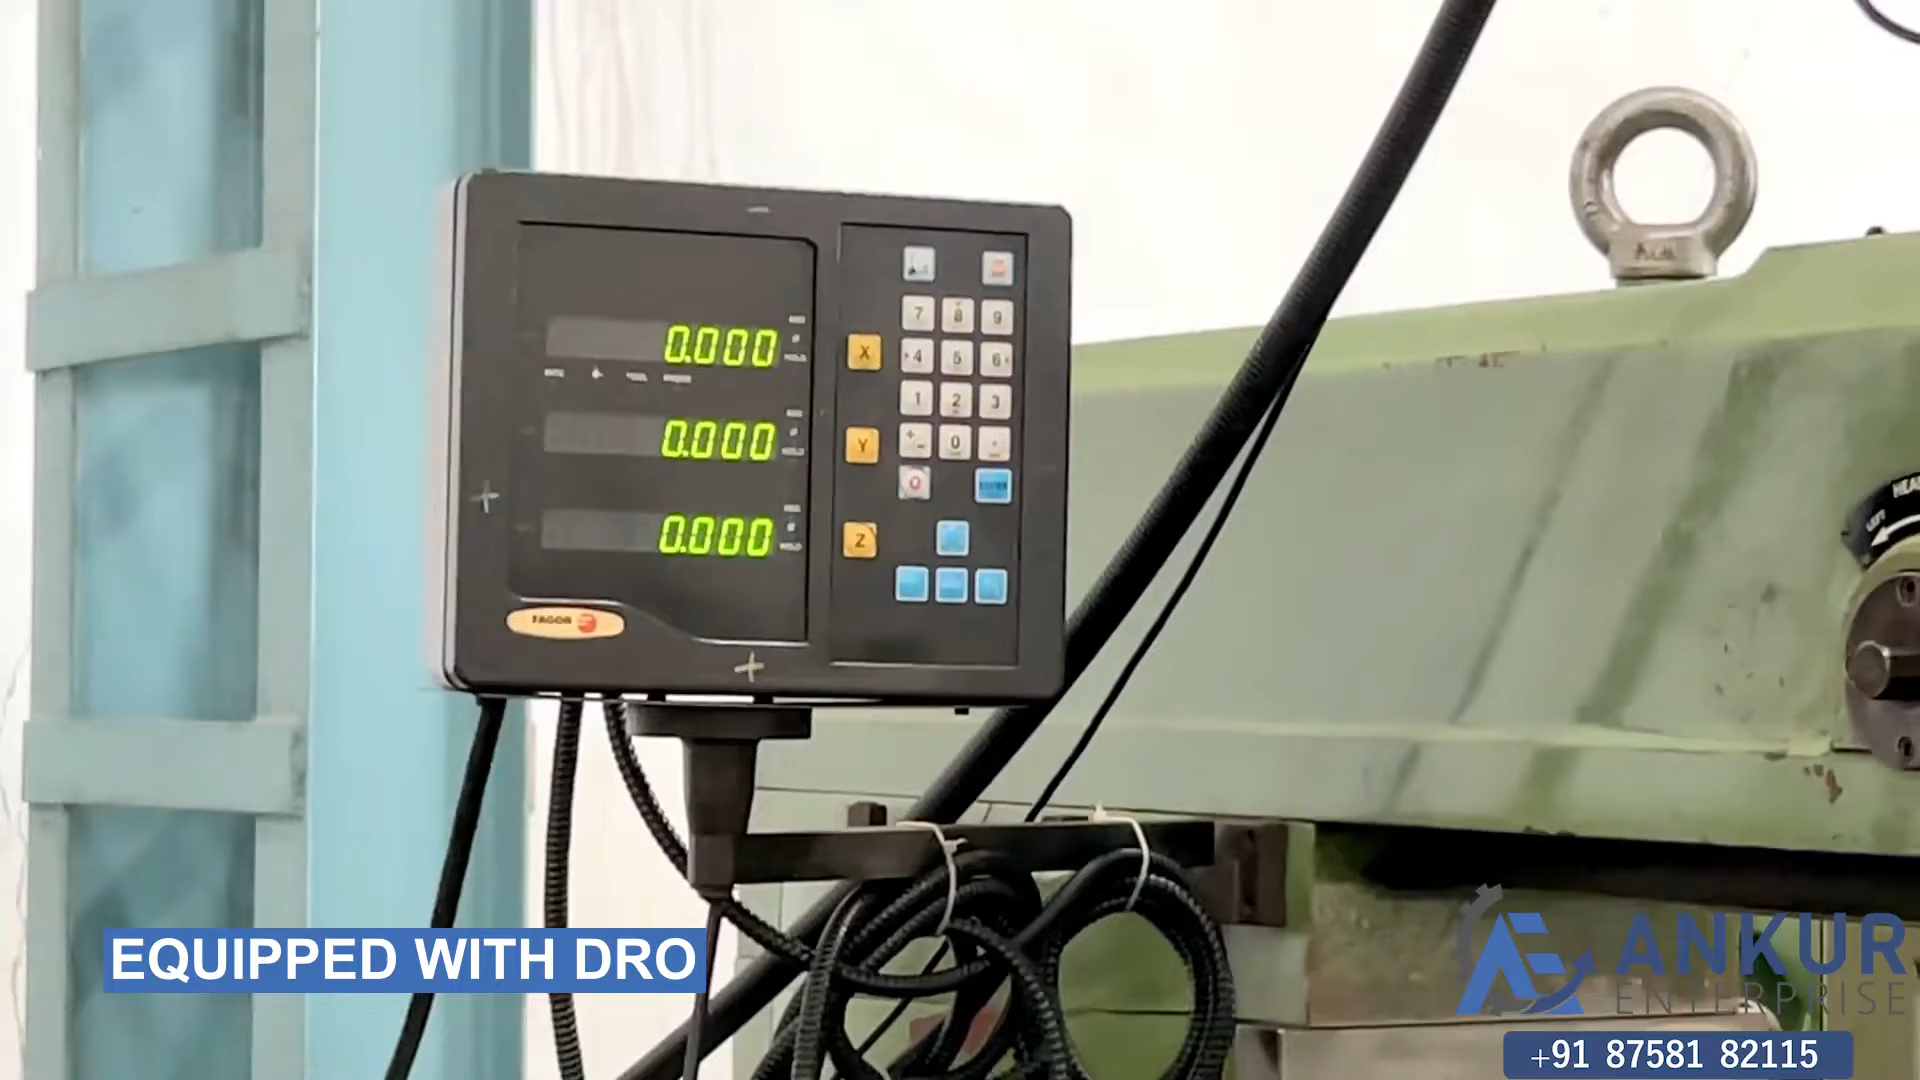 0.000
0.000
0.000
X
Y
Z
7 8 9
4 5 6
1 2 3
0
FAGOR
HEA
EQUIPPED WITH DRO
ANKUR
ENTERPRISE
+91 87581 82115